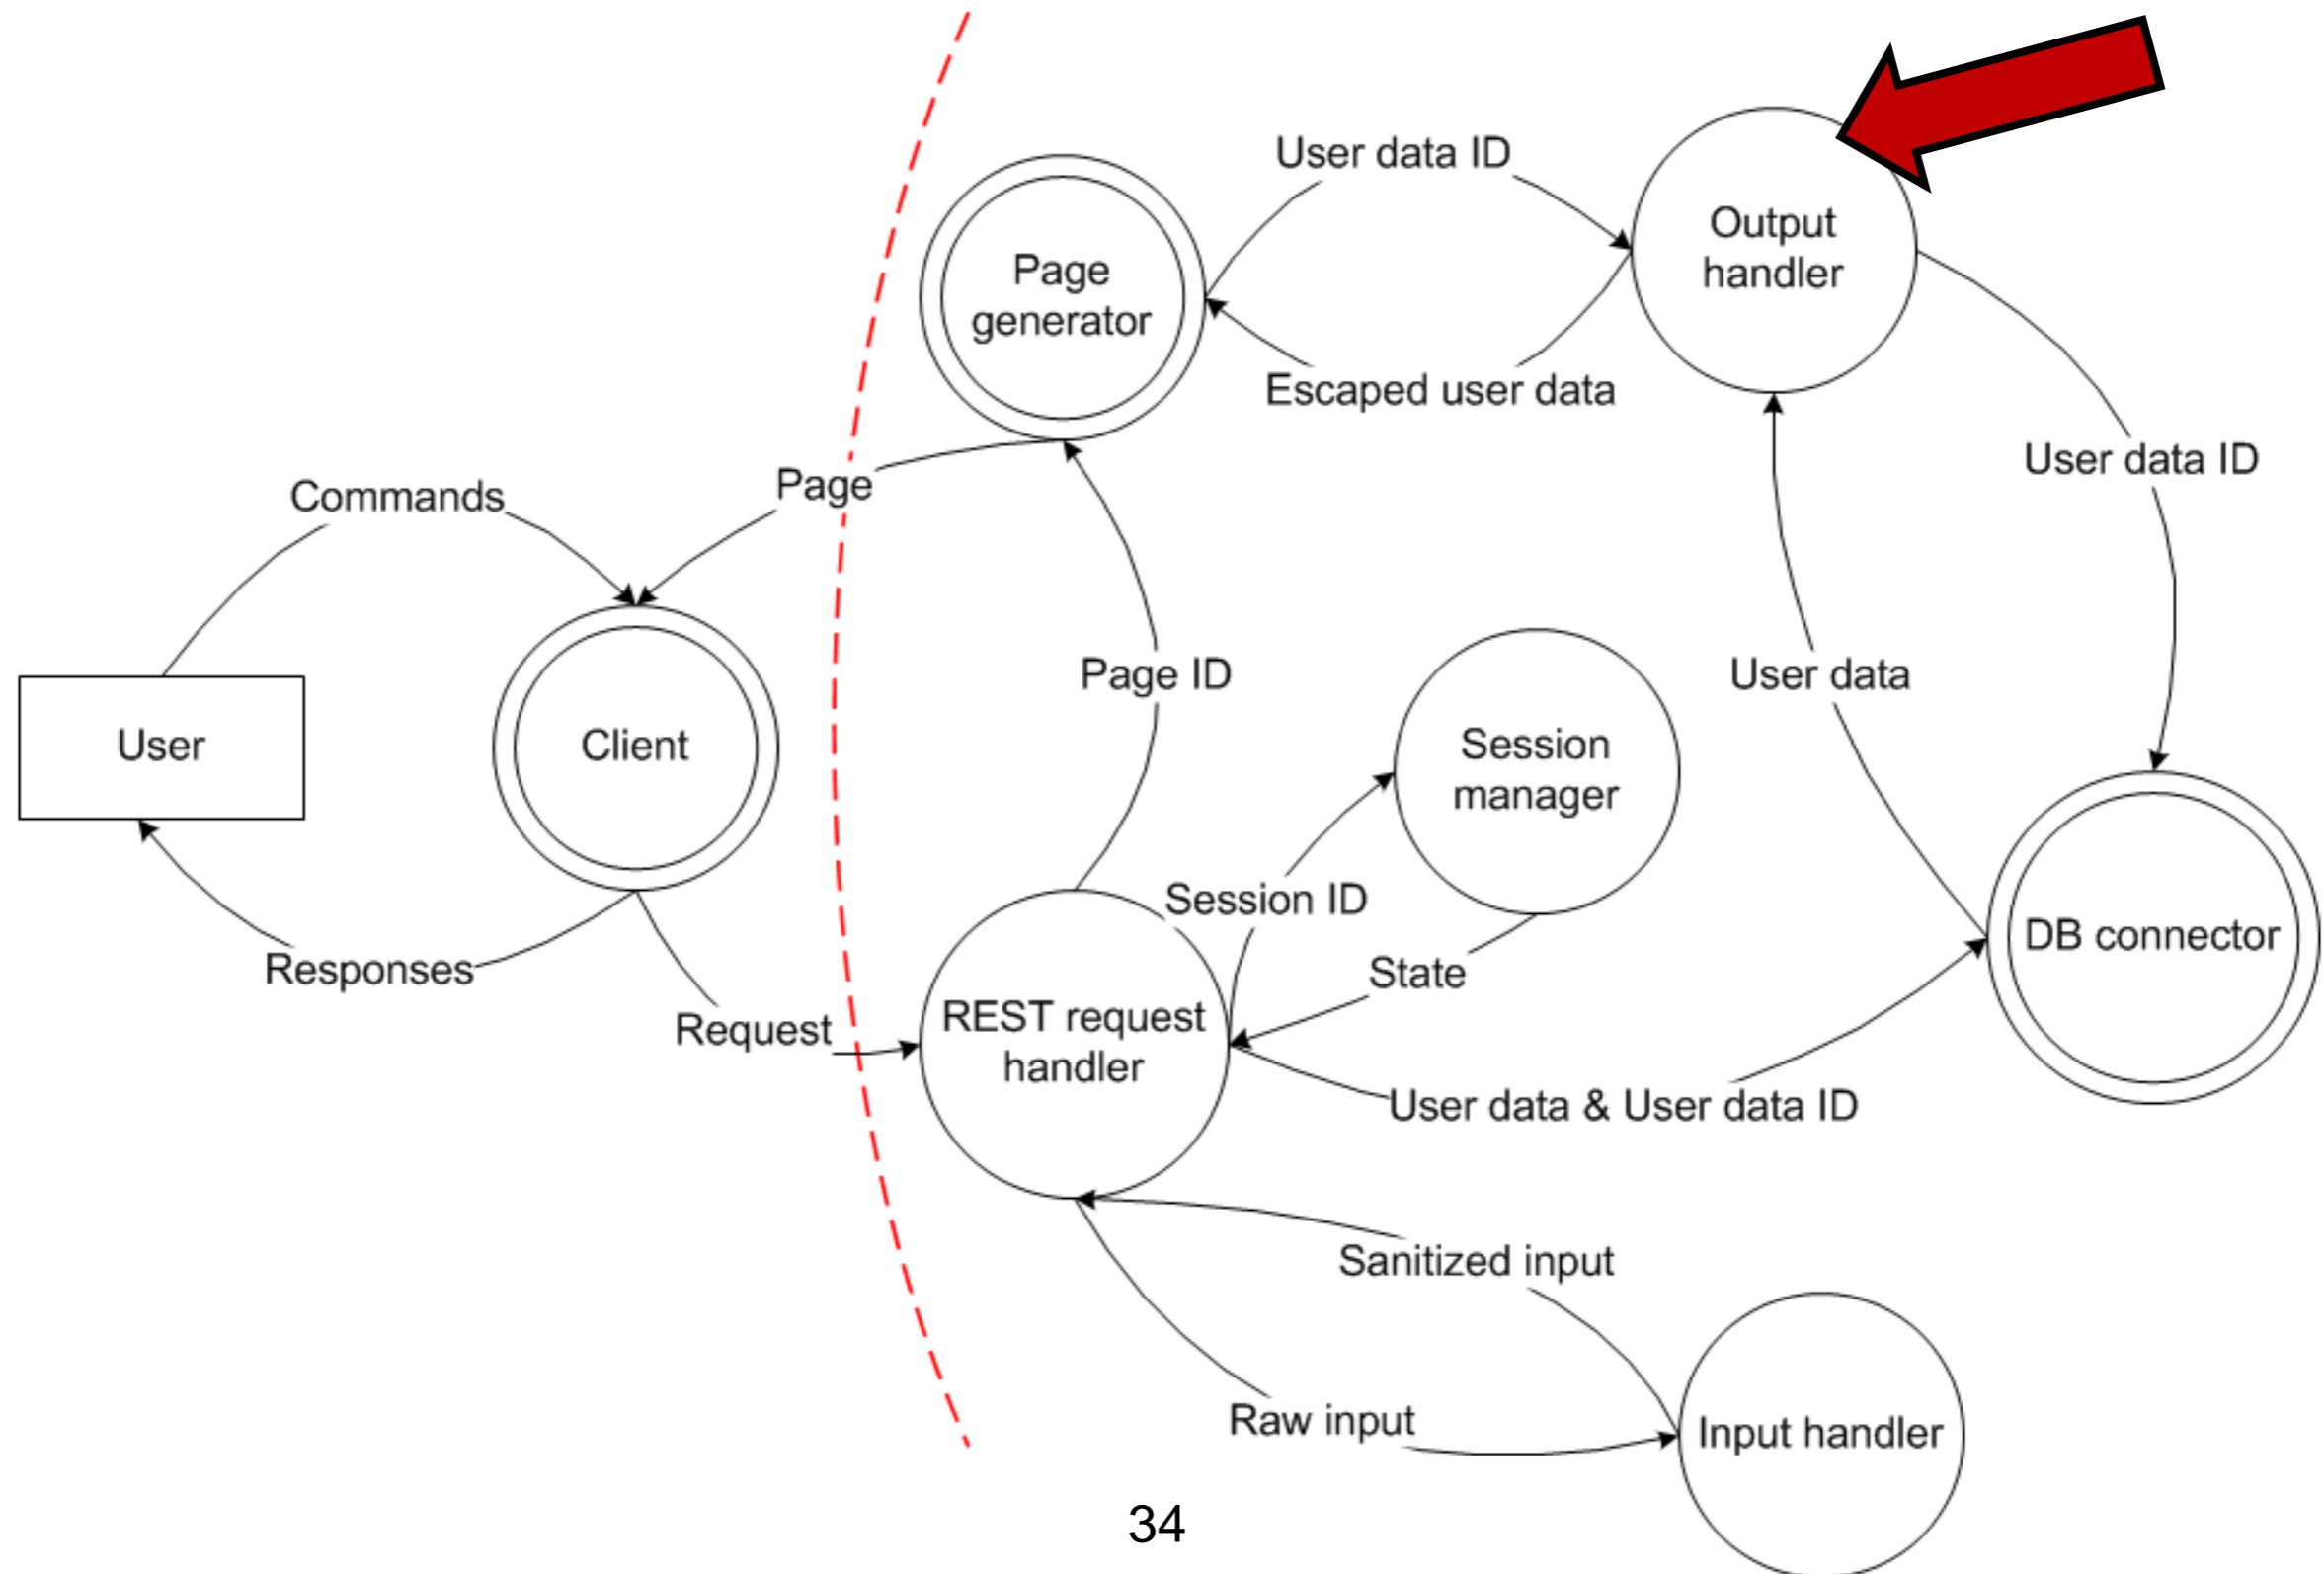 User data ID
Output
handler
Page
generator
Escaped user data
User data ID
Commands
Page
Page ID
User data
User
Client
Session
manager
Session ID
DB connector
Responses
State
Request
REST request
handler
User data & User data ID
Sanitized input
Raw input
Input handler
34